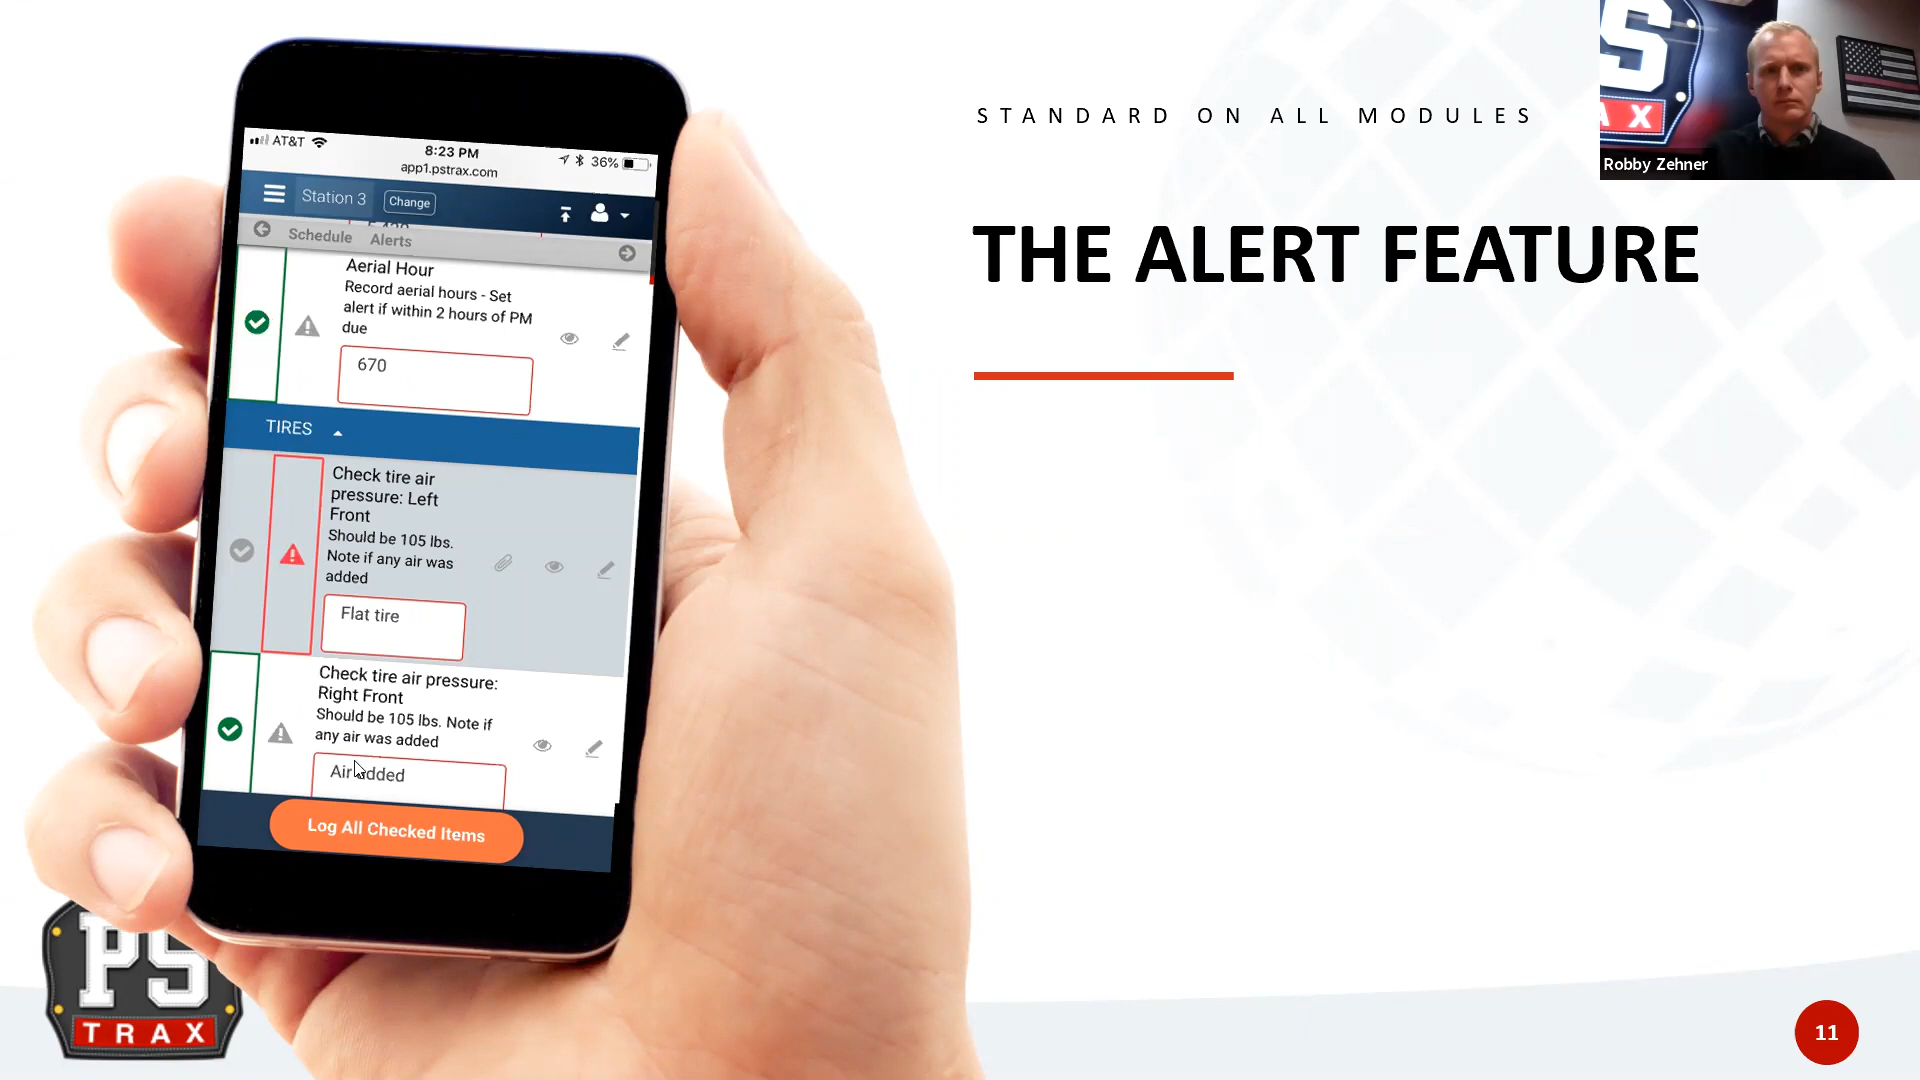 AT&T
8:23 PM
36%
app1.pstrax.com
Station 3
Change
Schedule Alerts
Aerial Hour
Record aerial hours - Set
alert if within 2 hours of PM
due
670
TIRES
Check tire air
pressure: Left
Front
Should be 105 lbs.
Note if any air was
added
Flat tire
Check tire air pressure:
Right Front
Should be 105 lbs. Note if
any air was added
Air added
Log All Checked Items
PS
TRAX
STANDARD ON ALL MODULES
THE ALERT FEATURE
S
AX
Robby Zehner
11